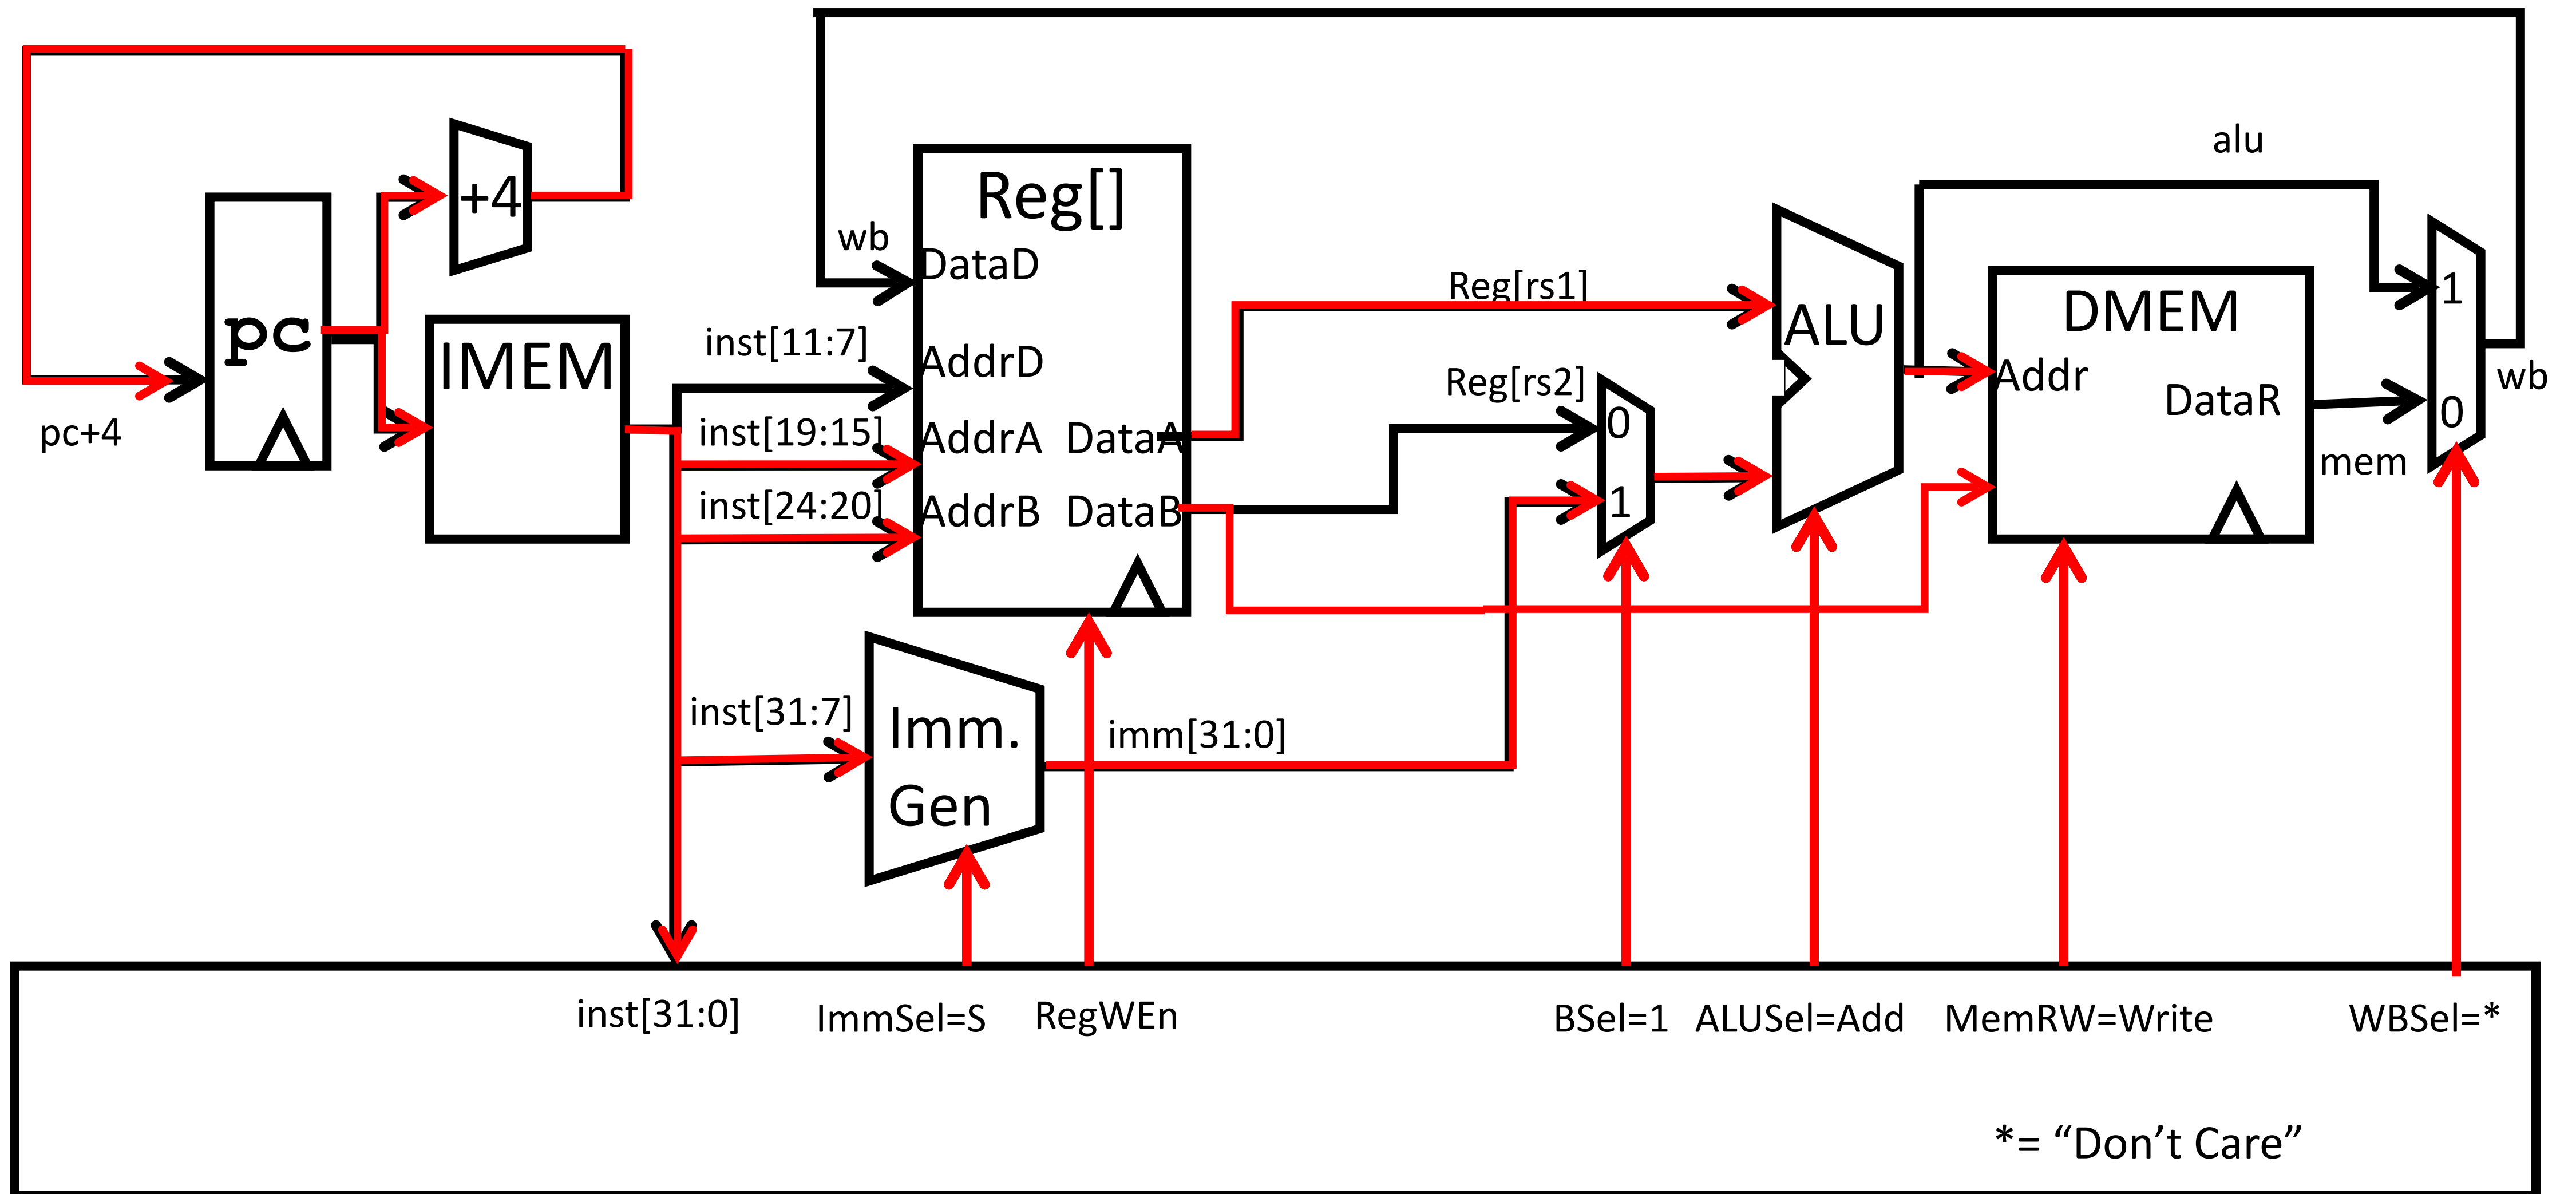 alu
+4
Reg[]
pc
wb
DataD
Reg[rs1]
ALU
1
DMEM
IMEM
inst[11:7]
AddrD
Reg[rs2]
Addr
wb
DataR
0
0
pc+4
inst[19:15]
AddrA DataA
mem
inst[24:20]
AddrB DataB
1
inst[31:7]
Imm.
Gen
imm[31:0]
inst[31:0]
ImmSel=S
RegWEn
BSel=1
ALUSel=Add
MemRW=Write
WBSel=*
*= “Don’t Care”